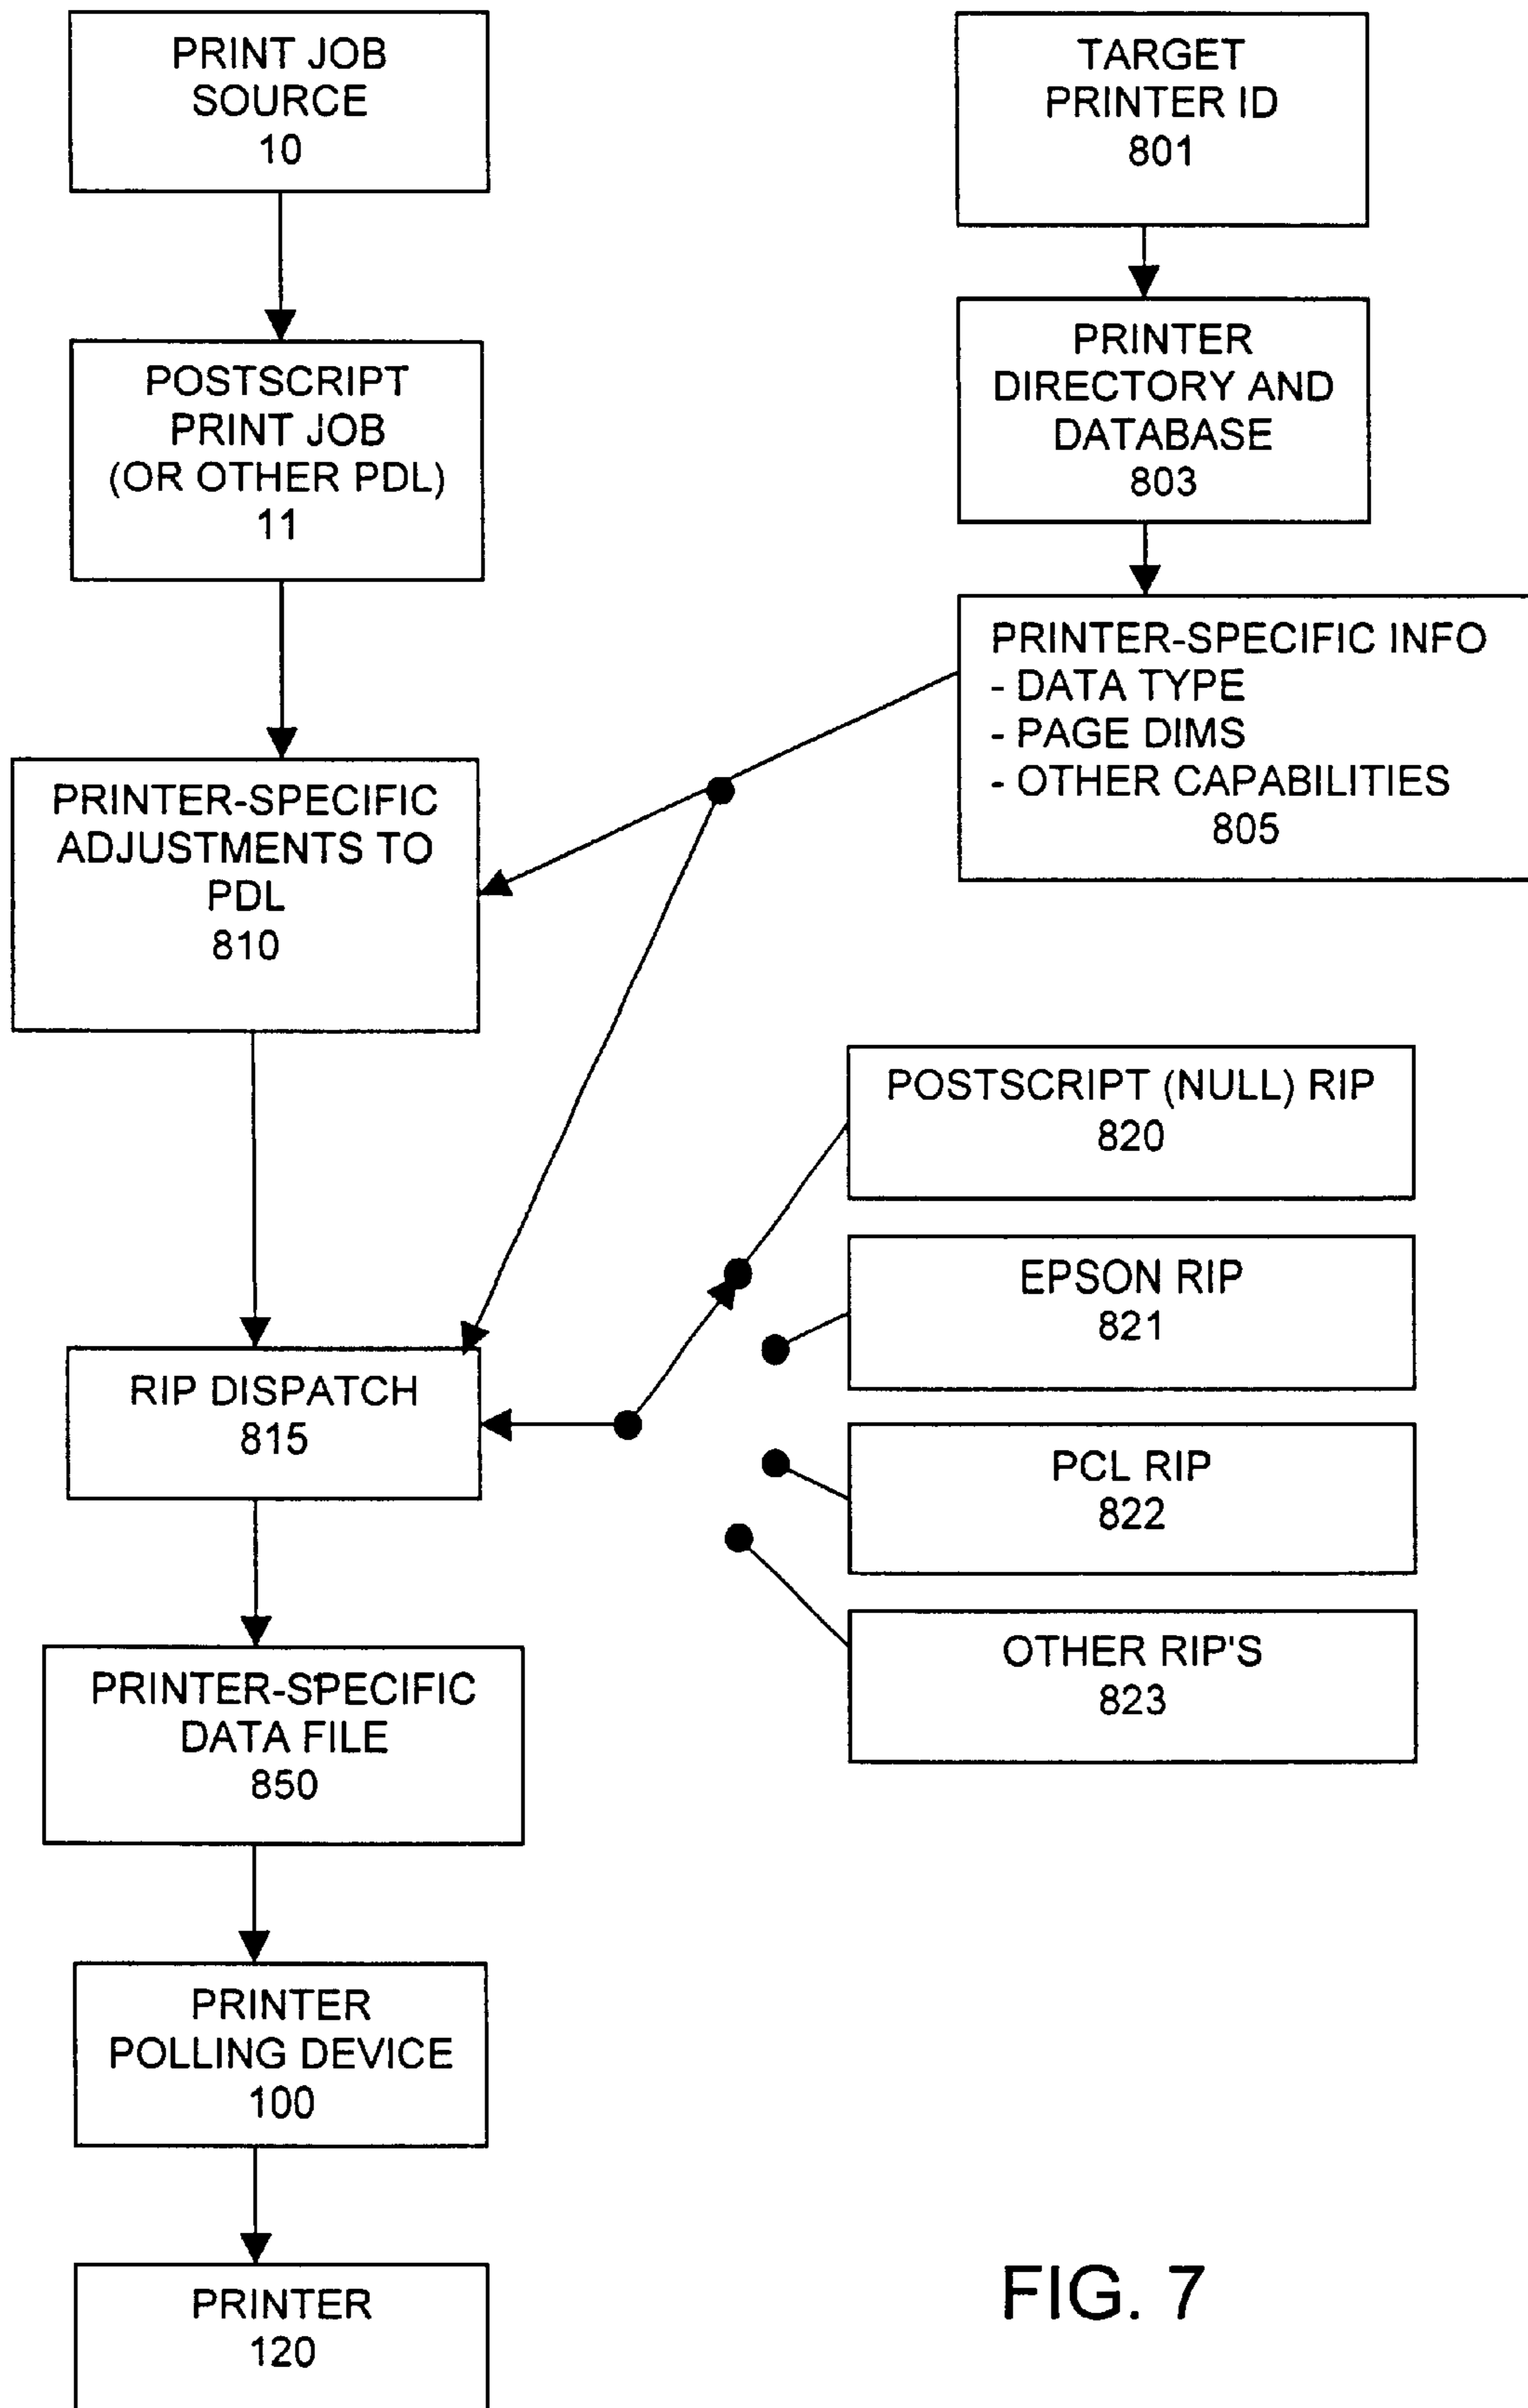 PRINT JOB
SOURCE
10
TARGET
PRINTER ID
801
POSTSCRIPT
PRINT JOB
(OR OTHER PDL)
11
PRINTER
DIRECTORY AND
DATABASE
803
PRINTER-SPECIFIC INFO
- DATA TYPE
- PAGE DIMS
- OTHER CAPABILITIES
805
PRINTER-SPECIFIC
ADJUSTMENTS TO
PDL
810
POSTSCRIPT (NULL) RIP
820
EPSON RIP
821
RIP DISPATCH
815
PCL RIP
822
OTHER RIP'S
823
PRINTER-SPECIFIC
DATA FILE
850
PRINTER
POLLING DEVICE
100
PRINTER
120
FIG. 7